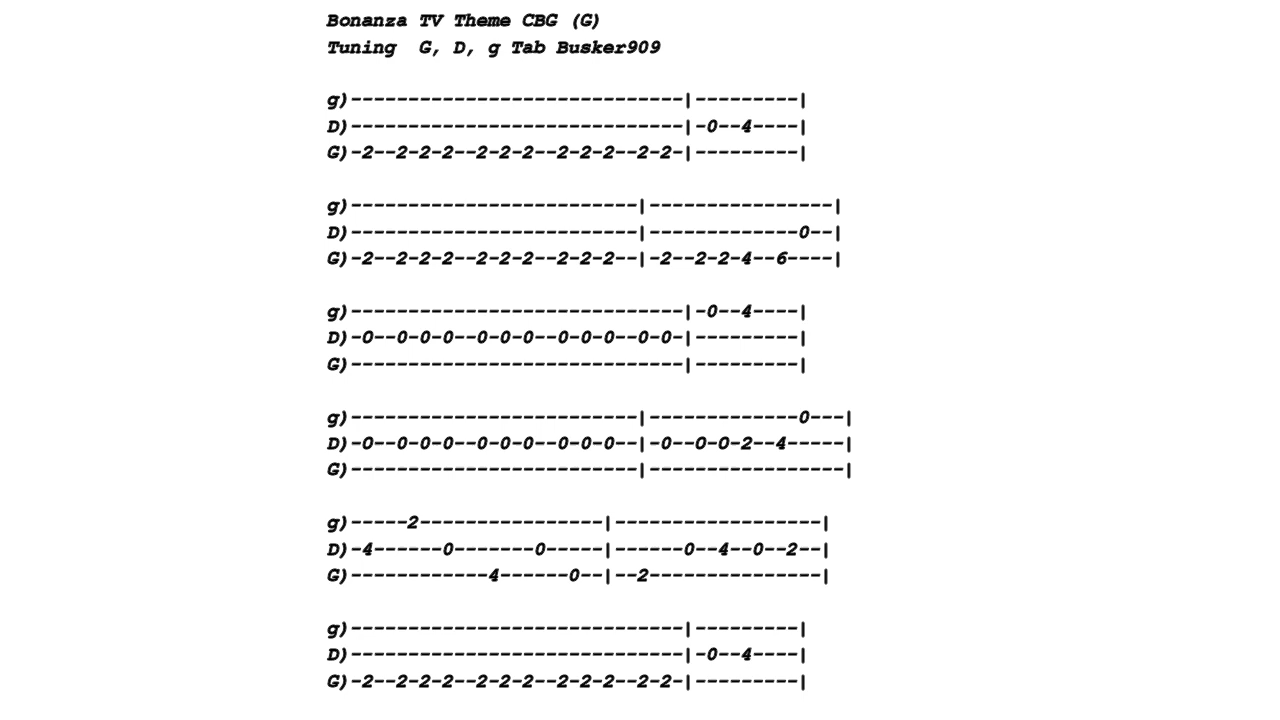 Bonanza TV Theme CBG (G)
Tuning  G, D, g Tab Busker909

g)-----------------------------|---------|
D)-----------------------------|-0--4----|
G)-2--2-2-2--2-2-2--2-2-2--2-2-|---------|

g)-------------------------|----------------|
D)-------------------------|-------------0--|
G)-2--2-2-2--2-2-2--2-2-2--|-2--2-2-4--6----|

g)-----------------------------|-0--4----|
D)-0--0-0-0--0-0-0--0-0-0--0-0-|---------|
G)-----------------------------|---------|

g)-------------------------|-------------0---|
D)-0--0-0-0--0-0-0--0-0-0--|-0--0-0-2--4-----|
G)-------------------------|-----------------|

g)-----2----------------|------------------|
D)-4------0-------0-----|------0--4--0--2--|
G)------------4------0--|--2---------------|

g)-----------------------------|---------|
D)-----------------------------|-0--4----|
G)-2--2-2-2--2-2-2--2-2-2--2-2-|---------|